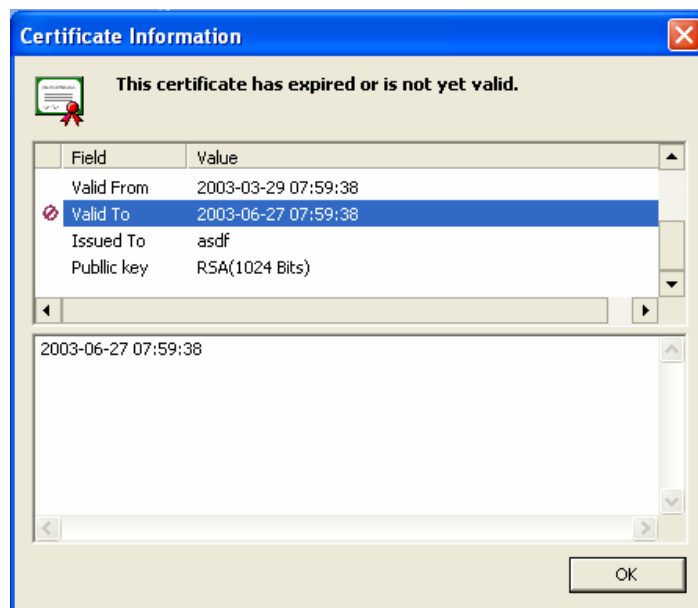 Certificate Information
This certificate has expired or is not yet valid.
Field Value
Valid From 2003-03-29 07:59:38
Valid To 2003-06-27 07:59:38
Issued To asdf
Publlic key RSA(1024 Bits)
2003-06-27 07:59:38
OK